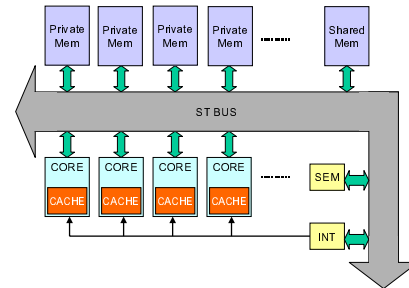 Private
Mem
Private
Mem
Private
Mem
Private
Mem
Shared
Mem
ST BUS
CORE
CACHE
CORE
CACHE
CORE
CACHE
CORE
CACHE
SEM
INT